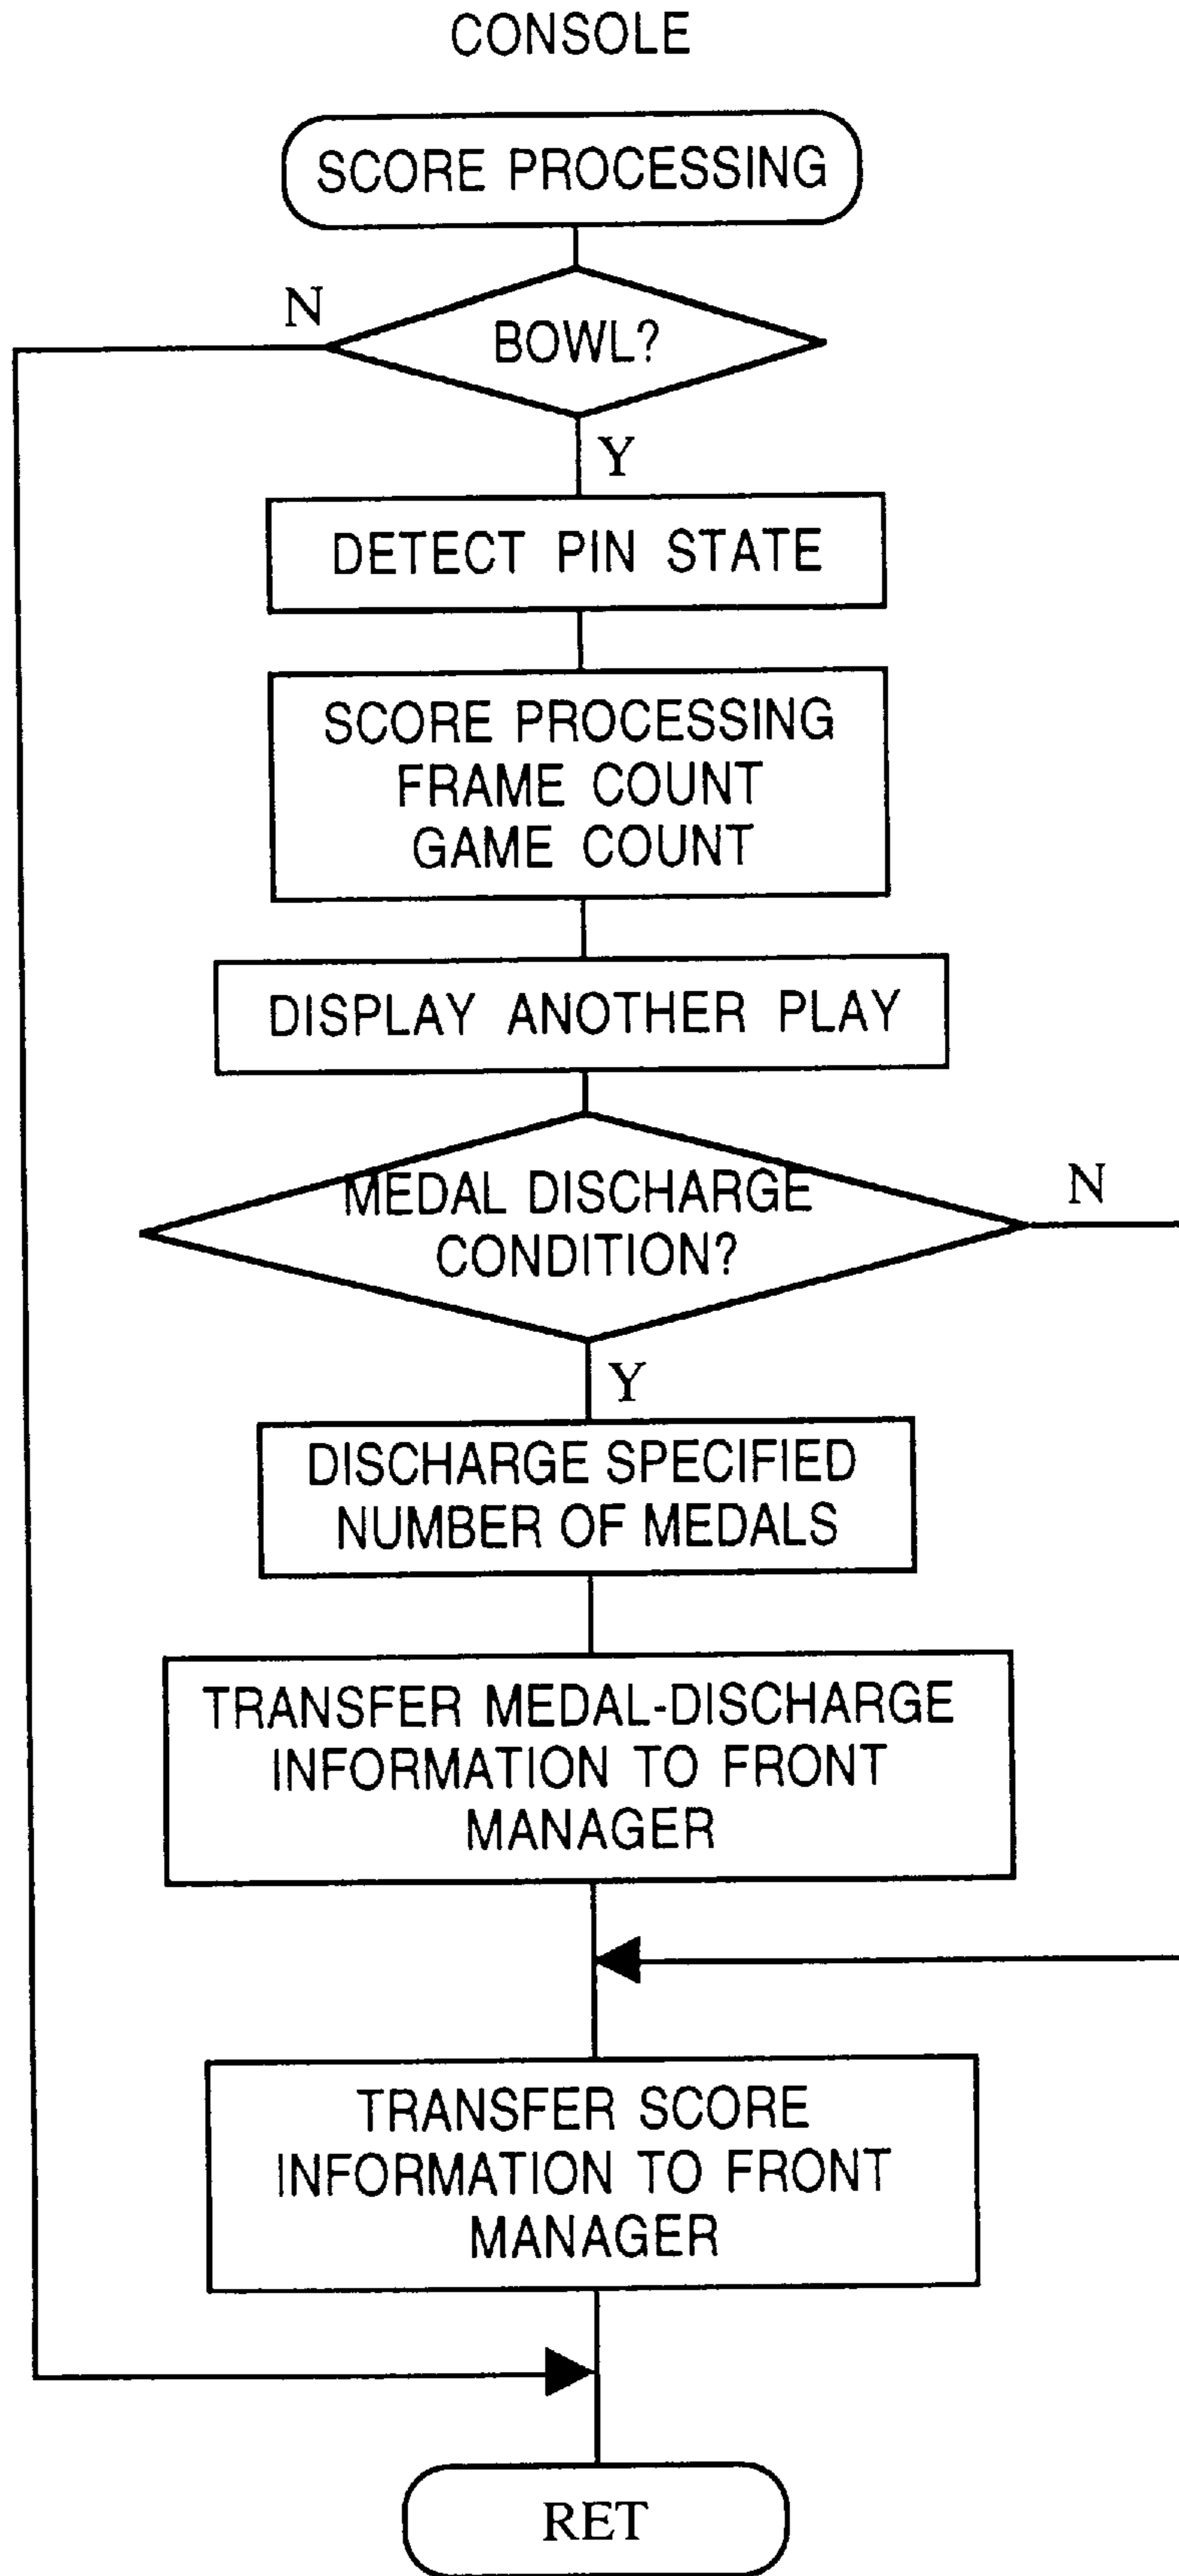 CONSOLE
SCORE PROCESSING
N
BOWL?
Y
DETECT PIN STATE
SCORE PROCESSING
FRAME COUNT
GAME COUNT
DISPLAY ANOTHER PLAY
MEDAL DISCHARGE
CONDITION?
N
Y
DISCHARGE SPECIFIED
NUMBER OF MEDALS
TRANSFER MEDAL-DISCHARGE
INFORMATION TO FRONT
MANAGER
TRANSFER SCORE
INFORMATION TO FRONT
MANAGER
RET